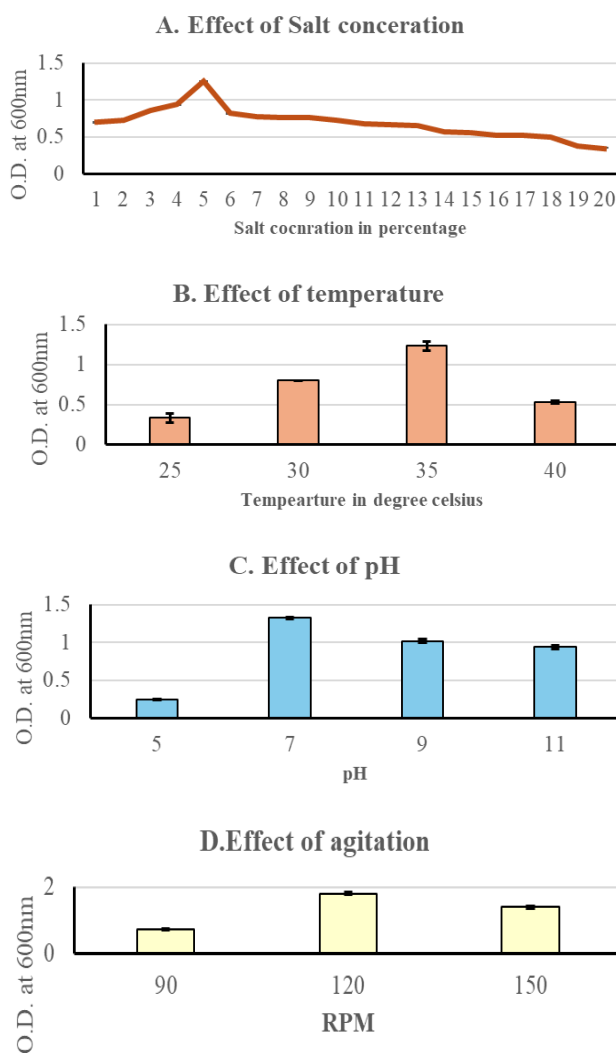 A. Effect of Salt conceration
O.D. at 600nm
1.5
1
0.5
0
1 2 3 4 5 6 7 8 9 10 11 12 13 14 15 16 17 18 19 20
Salt cocnration in percentage
B. Effect of temperature
O.D. at 600nm
1.5
1
0.5
0
25 30 35 40
Tempearture in degree celsius
C. Effect of pH
O.D. at 600nm
1.5
1
0.5
0
5 7 9 11
pH
D.Effect of agitation
O.D. at 600nm
2
0
90 120 150
RPM